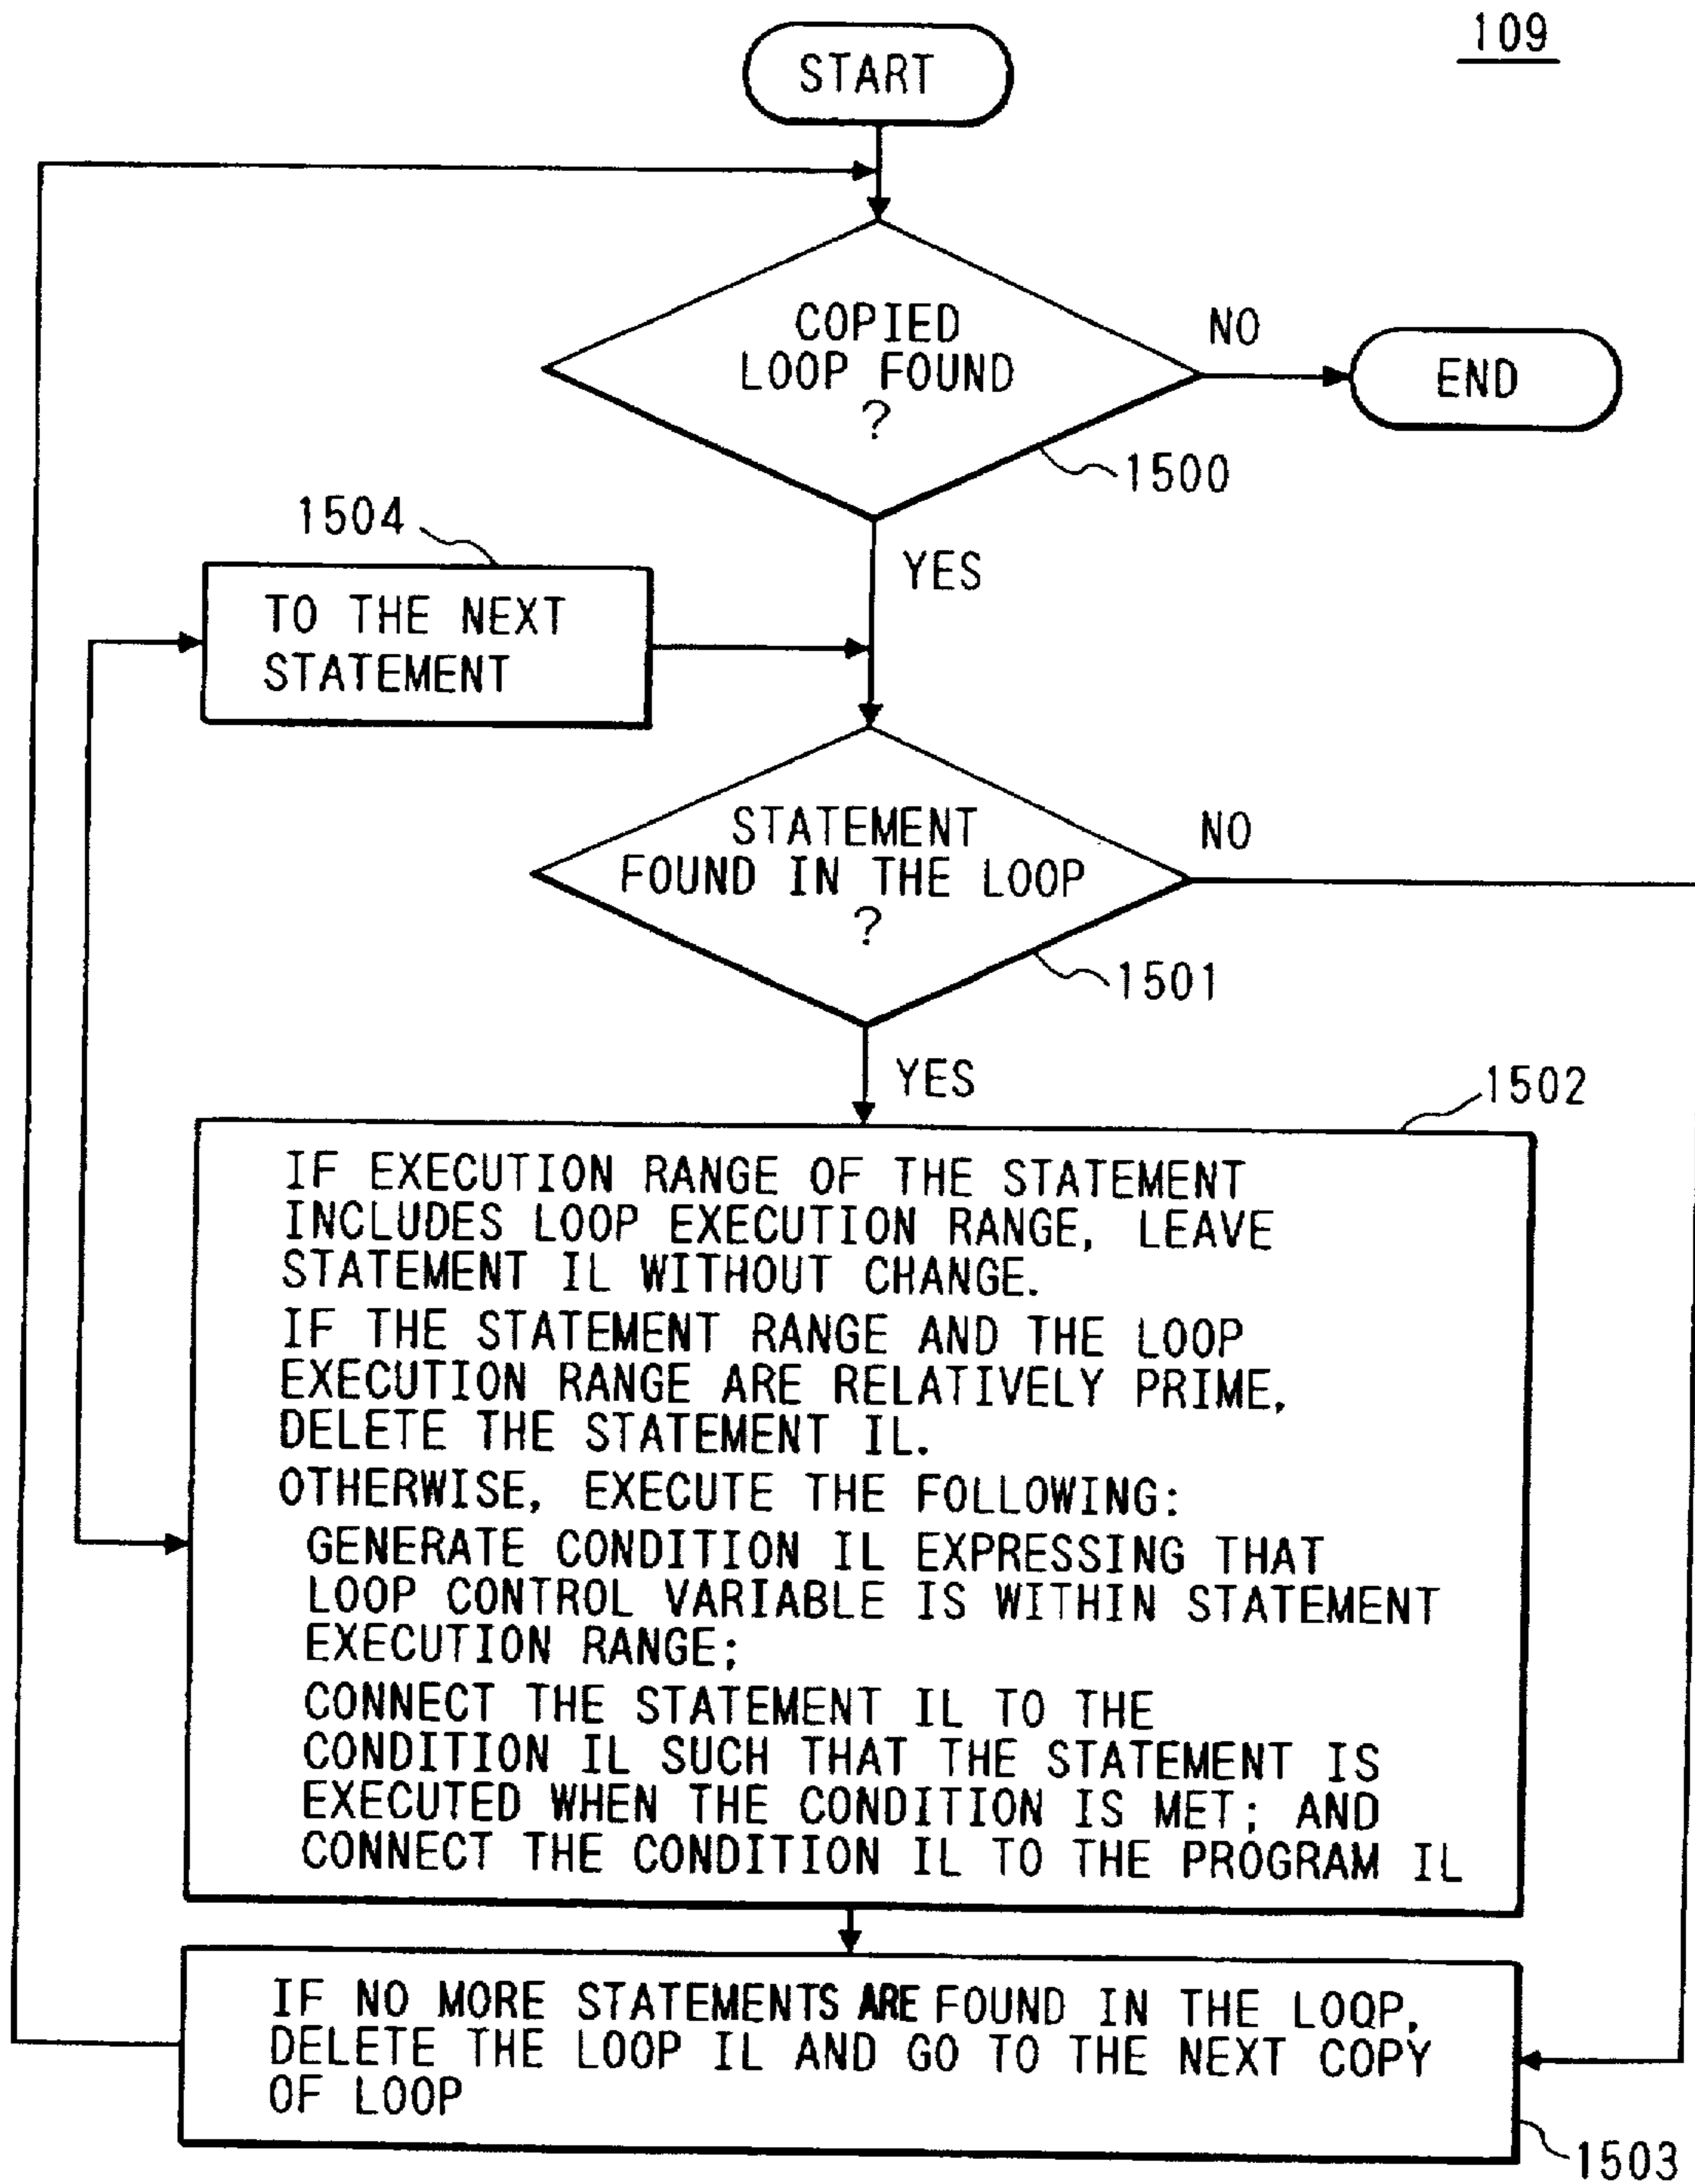 109
START
COPIED
LOOP FOUND
?
NO
END
1500
YES
1504
TO THE NEXT
STATEMENT
STATEMENT
FOUND IN THE LOOP
?
NO
1501
YES
1502
IF EXECUTION RANGE OF THE STATEMENT
INCLUDES LOOP EXECUTION RANGE, LEAVE
STATEMENT IL WITHOUT CHANGE.
IF THE STATEMENT RANGE AND THE LOOP
EXECUTION RANGE ARE RELATIVELY PRIME,
DELETE THE STATEMENT IL.
OTHERWISE, EXECUTE THE FOLLOWING:
GENERATE CONDITION IL EXPRESSING THAT
LOOP CONTROL VARIABLE IS WITHIN STATEMENT
EXECUTION RANGE;
CONNECT THE STATEMENT IL TO THE
CONDITION IL SUCH THAT THE STATEMENT IS
EXECUTED WHEN THE CONDITION IS MET; AND
CONNECT THE CONDITION IL TO THE PROGRAM IL
IF NO MORE STATEMENTS ARE FOUND IN THE LOOP,
DELETE THE LOOP IL AND GO TO THE NEXT COPY
OF LOOP
1503